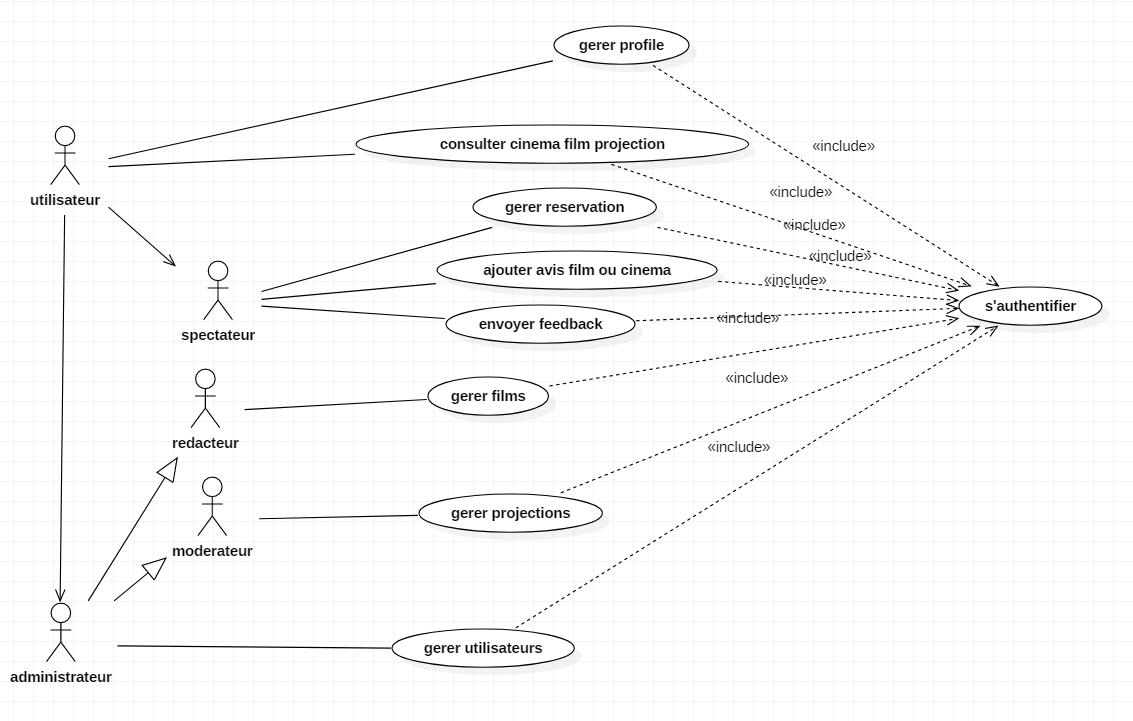 gerer profile
consulter cinema film projection
«include»
utilisateur
«include»
gerer reservation
«include»
«include»
ajouter avis film ou cinema
«include»
s'authentifier
envoyer feedback
«include»
spectateur
«include»
gerer films
redacteur
«include»
gerer projections
moderateur
gerer utilisateurs
administrateur